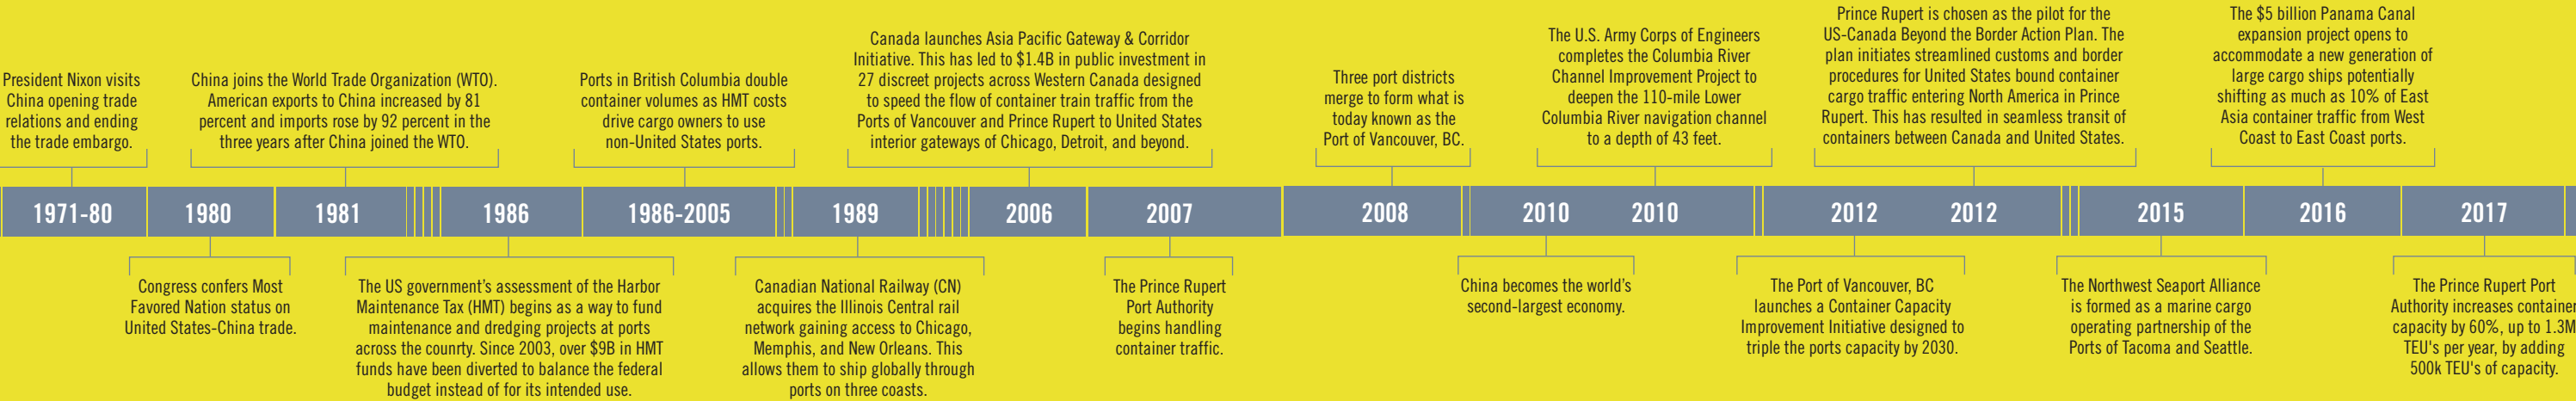 President Nixon visits
China opening trade
relations and ending
the trade embargo.
China joins the World Trade Organization (WTO).
American exports to China increased by 81
percent and imports rose by 92 percent in the
three years after China joined the WTO.
Ports in British Columbia double
container volumes as HMT costs
drive cargo owners to use
non-United States ports.
Canada launches Asia Pacific Gateway & Corridor
Initiative. This has led to $1.4B in public investment in
27 discreet projects across Western Canada designed
to speed the flow of container train traffic from the
Ports of Vancouver and Prince Rupert to United States
interior gateways of Chicago, Detroit, and beyond.
Three port districts
merge to form what is
today known as the
Port of Vancouver, BC.
The U.S. Army Corps of Engineers
completes the Columbia River
Channel Improvement Project to
deepen the 110-mile Lower
Columbia River navigation channel
to a depth of 43 feet.
Prince Rupert is chosen as the pilot for the
US-Canada Beyond the Border Action Plan. The
plan initiates streamlined customs and border
procedures for United States bound container
cargo traffic entering North America in Prince
Rupert. This has resulted in seamless transit of
containers between Canada and United States.
The $5 billion Panama Canal
expansion project opens to
accommodate a new generation of
large cargo ships potentially
shifting as much as 10% of East
Asia container traffic from West
Coast to East Coast ports.
1971-80
1980
1981
1986
1986-2005
1989
2006
2007
2008
2010
2010
2012
2012
2015
2016
2017
Congress confers Most
Favored Nation status on
United States-China trade.
The US government's assessment of the Harbor
Maintenance Tax (HMT) begins as a way to fund
maintenance and dredging projects at ports
across the counrty. Since 2003, over $9B in HMT
funds have been diverted to balance the federal
budget instead of for its intended use.
Canadian National Railway (CN)
acquires the Illinois Central rail
network gaining access to Chicago,
Memphis, and New Orleans. This
allows them to ship globally through
ports on three coasts.
The Prince Rupert
Port Authority
begins handling
container traffic.
China becomes the world's
second-largest economy.
The Port of Vancouver, BC
launches a Container Capacity
Improvement Initiative designed to
triple the ports capacity by 2030.
The Northwest Seaport Alliance
is formed as a marine cargo
operating partnership of the
Ports of Tacoma and Seattle.
The Prince Rupert Port
Authority increases container
capacity by 60%, up to 1.3M
TEU's per year, by adding
500k TEU's of capacity.